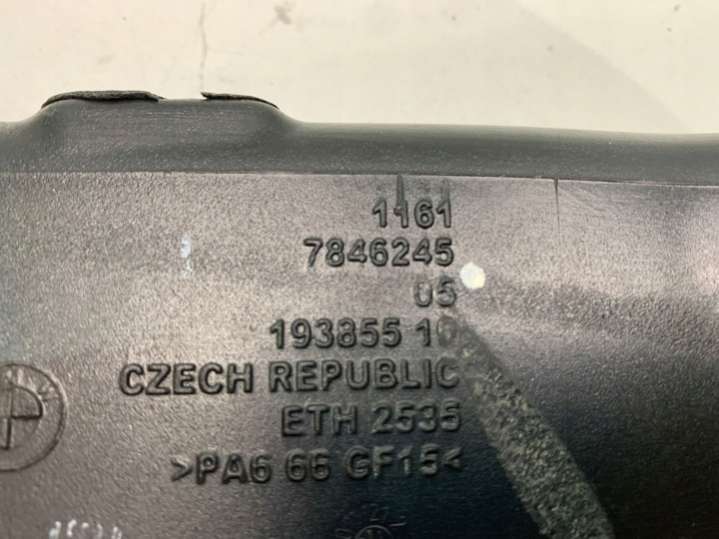 1161
7846245
05
193855 10
CZECH REPUBLIC
ETH 2535
>PA6 66 GF15<